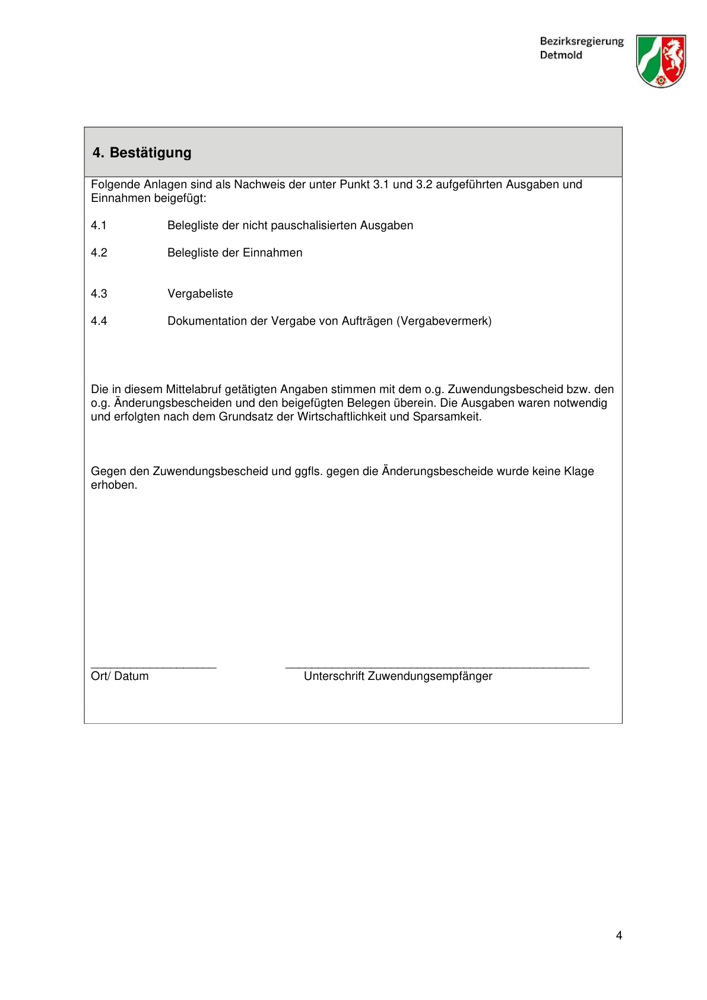 Bezirksregierung
Detmold
4. Bestätigung
Folgende Anlagen sind als Nachweis der unter Punkt 3.1 und 3.2 aufgeführten Ausgaben und
Einnahmen beigefügt:
4.1 Belegliste der nicht pauschalisierten Ausgaben
4.2 Belegliste der Einnahmen
4.3 Vergabeliste
4.4 Dokumentation der Vergabe von Aufträgen (Vergabevermerk)
Die in diesem Mittelabruf getätigten Angaben stimmen mit dem o.g. Zuwendungsbescheid bzw. den
o.g. Änderungsbescheiden und den beigefügten Belegen überein. Die Ausgaben waren notwendig
und erfolgten nach dem Grundsatz der Wirtschaftlichkeit und Sparsamkeit.
Gegen den Zuwendungsbescheid und ggfls. gegen die Änderungsbescheide wurde keine Klage
erhoben.
Ort/ Datum Unterschrift Zuwendungsempfänger
4